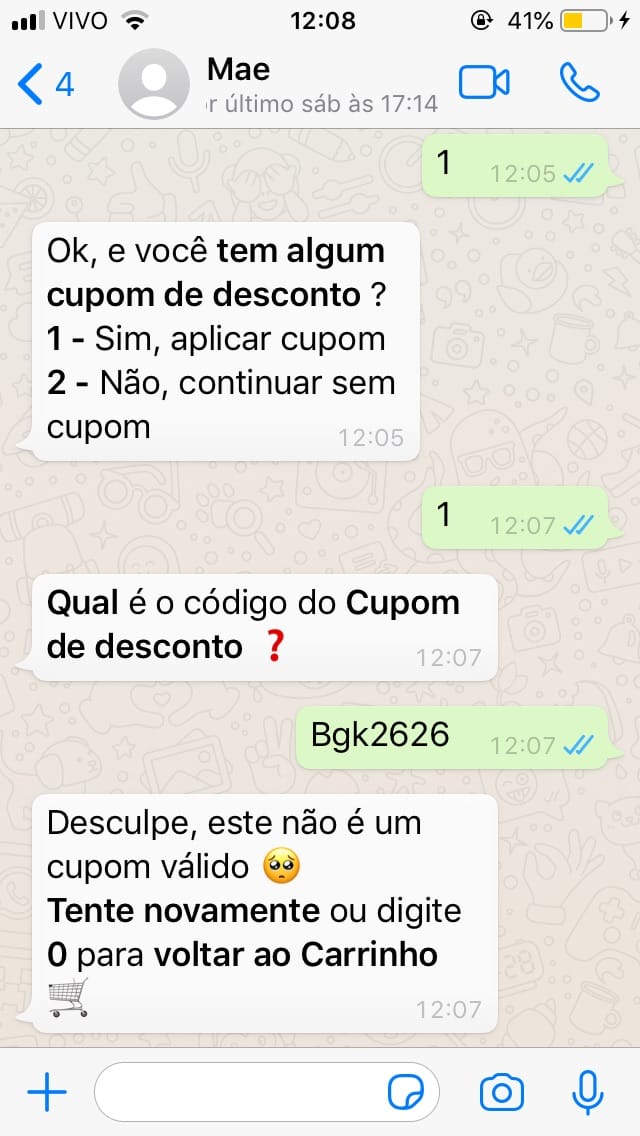 VIVO 12:08 41%
4 Mae
r último sáb às 17:14
1 12:05
Ok, e você tem algum
cupom de desconto ?
1 - Sim, aplicar cupom
2 - Não, continuar sem
cupom 12:05
1 12:07
Qual é o código do Cupom
de desconto ❓ 12:07
Bgk2626 12:07
Desculpe, este não é um
cupom válido 🥺
Tente novamente ou digite
0 para voltar ao Carrinho
🛒 12:07